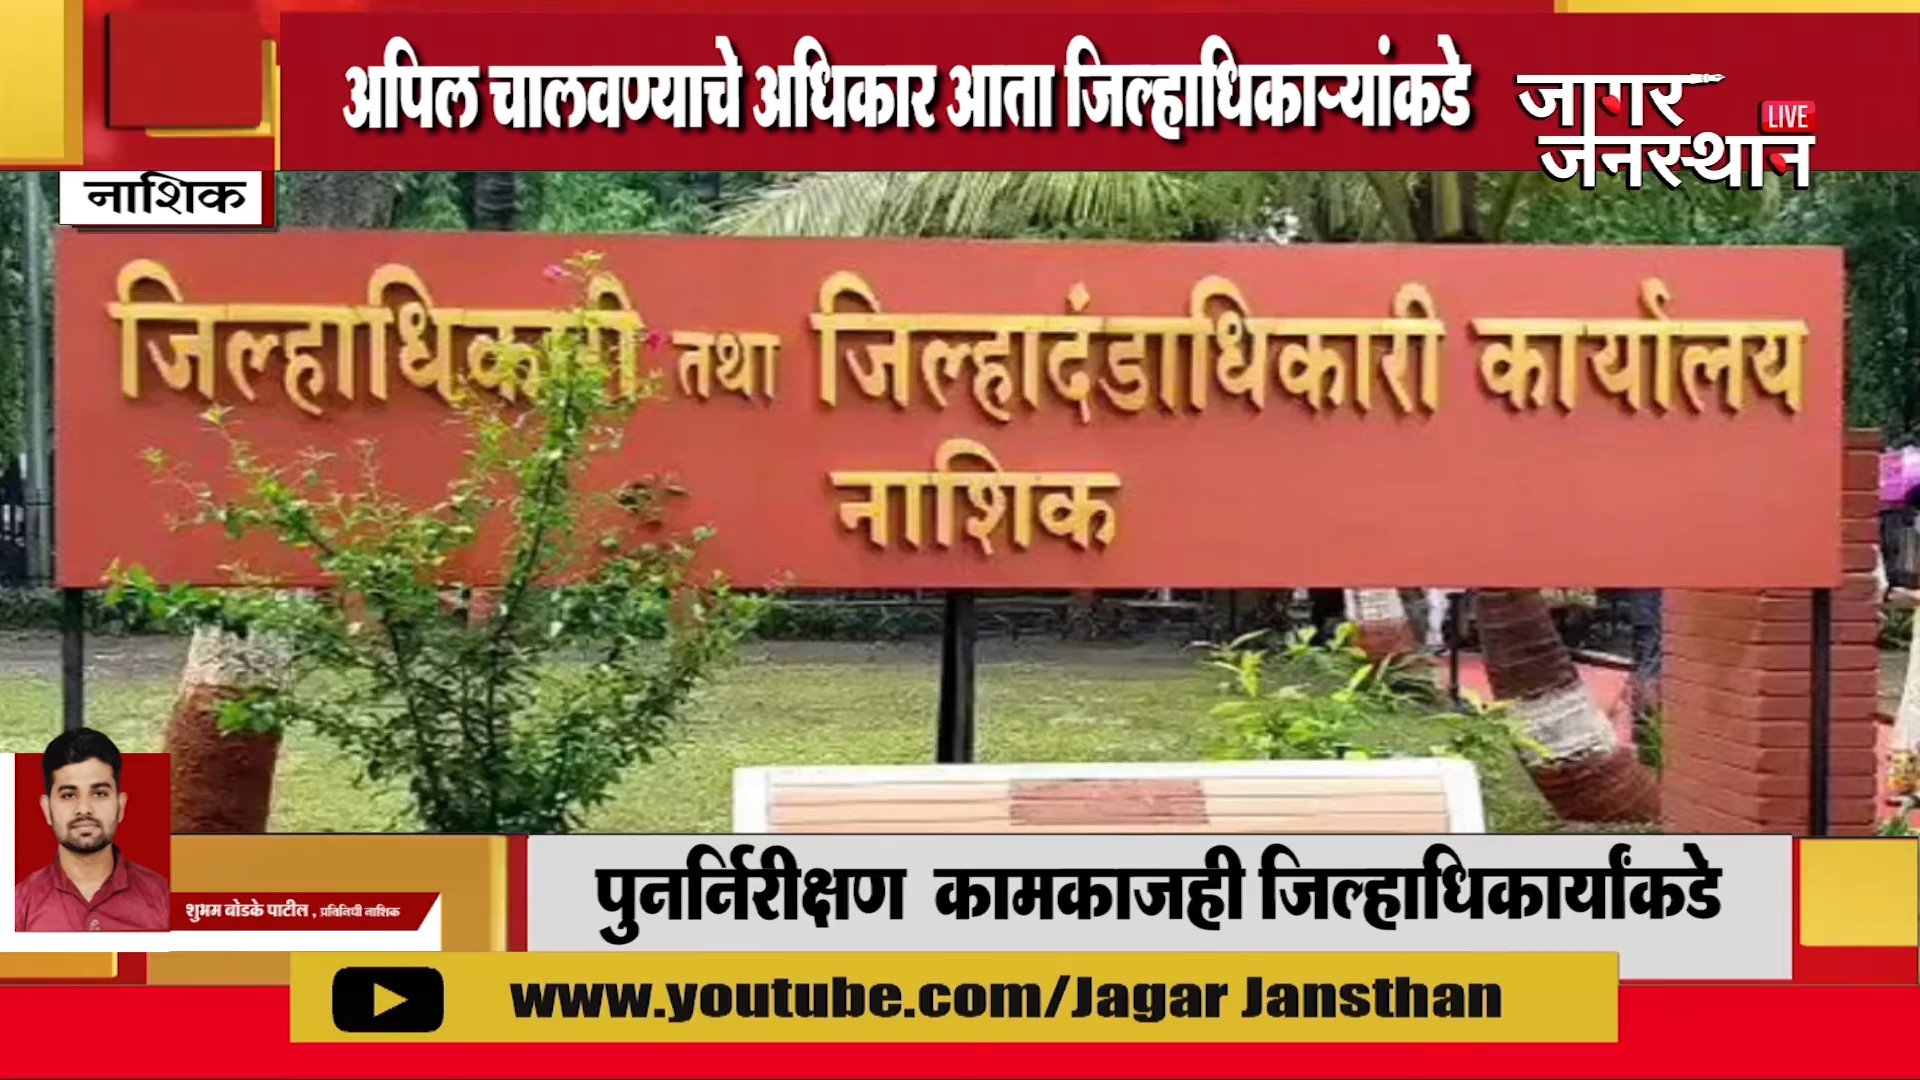 अपिल चालवण्याचे अधिकार आता जिल्हाधिकाऱ्यांकडे
जागर
LIVE
जनस्थान
नाशिक
जिल्हाधिकारी तथा जिल्हादंडाधिकारी कार्यालय
नाशिक
शुभम बोडके पाटील , प्रतिनिधी नाशिक
पुनर्निरीक्षण कामकाजही जिल्हाधिकार्यांकडे
www.youtube.com/Jagar Jansthan